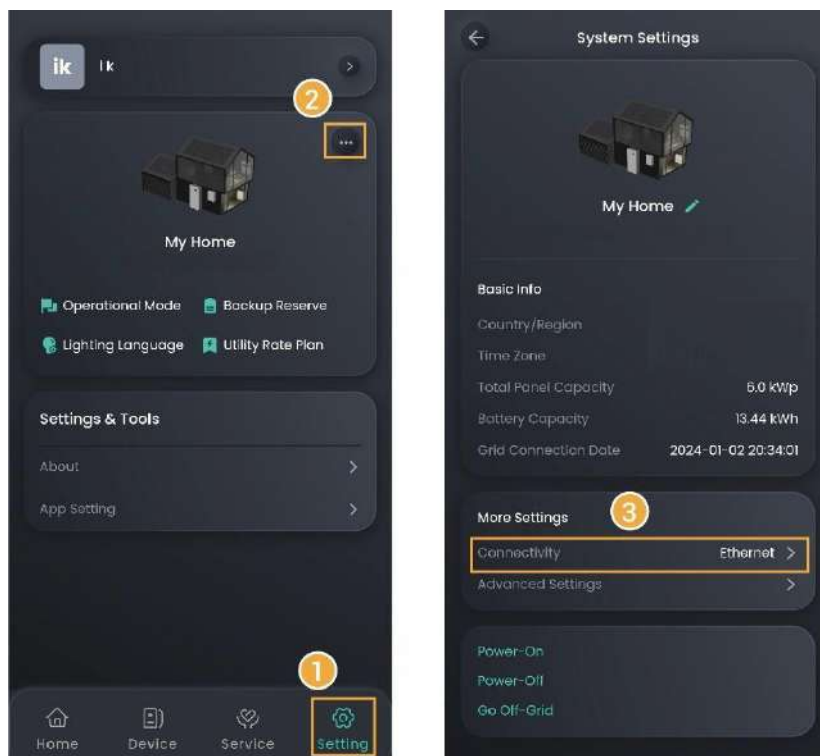 ik Ik
2
My Home
Operational Mode Backup Reserve
Lighting Language Utility Rate Plan
Settings & Tools
About
App Setting
1
Home Device Service Setting
System Settings
My Home
Basic Info
Country/Region
Time Zone
Total Panel Capacity 6.0 kWp
Battery Capacity 13.44 kWh
Grid Connection Date 2024-01-02 20:34:01
More Settings 3
Connectivity Ethernet
Advanced Settings
Power-On
Power-Off
Go Off-Grid